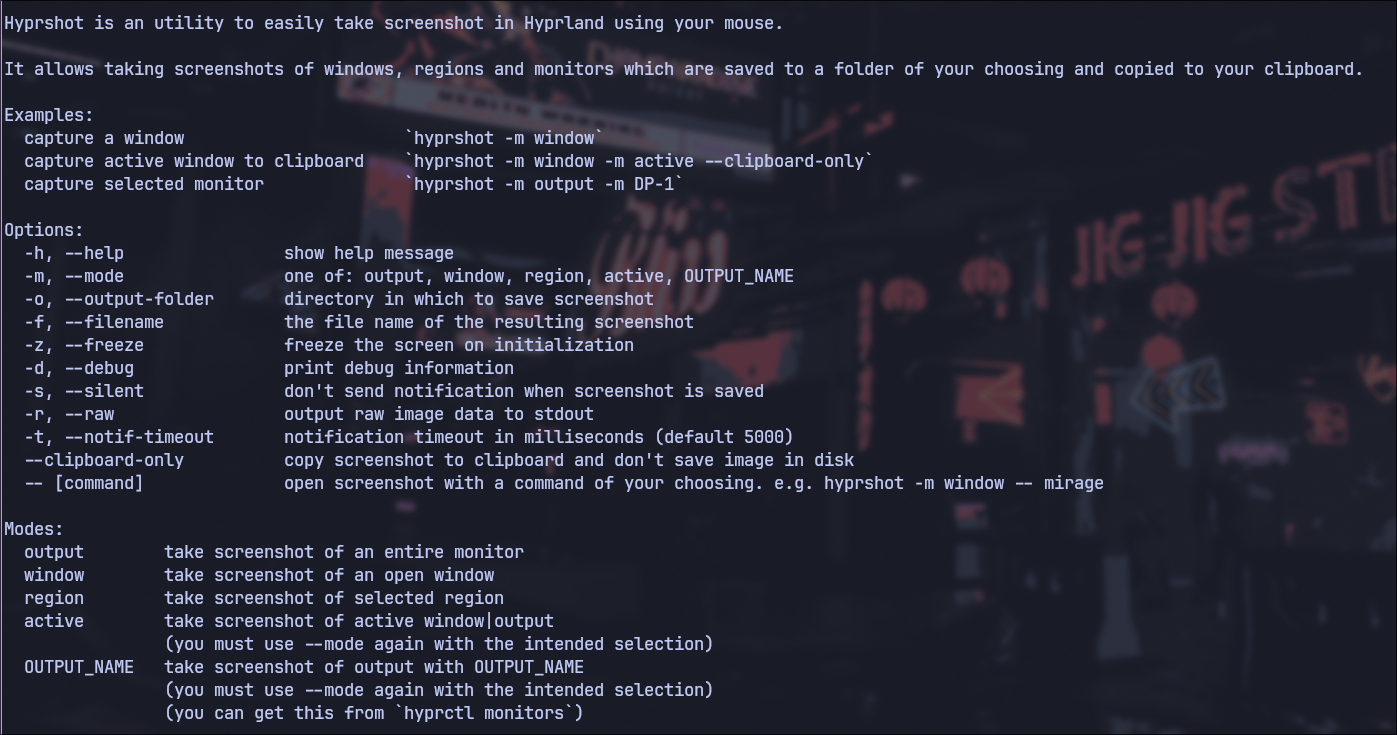 Hyprshot is an utility to easily take screenshot in Hyprland using your mouse.

It allows taking screenshots of windows, regions and monitors which are saved to a folder of your choosing and copied to your clipboard.

Examples:
  capture a window                      `hyprshot -m window`
  capture active window to clipboard    `hyprshot -m window -m active --clipboard-only`
  capture selected monitor              `hyprshot -m output -m DP-1`

Options:
  -h, --help                show help message
  -m, --mode                one of: output, window, region, active, OUTPUT_NAME
  -o, --output-folder       directory in which to save screenshot
  -f, --filename            the file name of the resulting screenshot
  -z, --freeze              freeze the screen on initialization
  -d, --debug               print debug information
  -s, --silent              don't send notification when screenshot is saved
  -r, --raw                 output raw image data to stdout
  -t, --notif-timeout       notification timeout in milliseconds (default 5000)
  --clipboard-only          copy screenshot to clipboard and don't save image in disk
  -- [command]              open screenshot with a command of your choosing. e.g. hyprshot -m window -- mirage

Modes:
  output        take screenshot of an entire monitor
  window        take screenshot of an open window
  region        take screenshot of selected region
  active        take screenshot of active window|output
                (you must use --mode again with the intended selection)
  OUTPUT_NAME   take screenshot of output with OUTPUT_NAME
                (you must use --mode again with the intended selection)
                (you can get this from `hyprctl monitors`)
JIG JIG ST